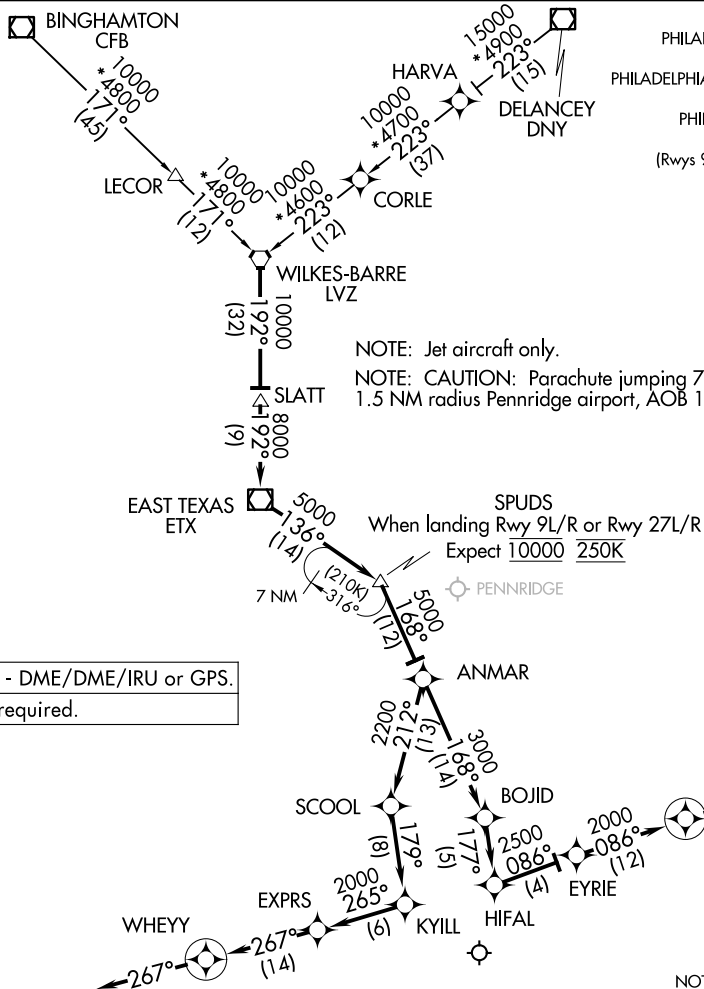 BINGHAMTON
CFB
10000
*4800
171°
(45)
LECOR
10000
*4800
171°
(12)
15000
*4900
223°
(15)
HARVA
DELANCEY
DNY
10000
*4700
223°
(37)
CORLE
10000
*4600
223°
(12)
WILKES-BARRE
LVZ
10000
192°
(32)
SLATT
8000
192°
(9)
EAST TEXAS
ETX
PHILA
PHILADELPHIA
PHI
(Rwys 9
NOTE: Jet aircraft only.
NOTE: CAUTION: Parachute jumping 7
1.5 NM radius Pennridge airport, AOB 1
5000
136°
(14)
SPUDS
When landing Rwy 9L/R or Rwy 27L/R
Expect 10000 250K
7 NM
(210K)
316°
PENNRIDGE
5000
168°
(12)
- DME/DME/IRU or GPS.
required.
ANMAR
2200
212°
(13)
3000
168°
(14)
SCOOL
BOJID
179°
(8)
177°
(5)
2500
086°
(4)
2000
086°
(12)
EYRIE
HIFAL
KYILL
2000
265°
(6)
EXPRS
WHEYY
267°
(14)
267°
NOT